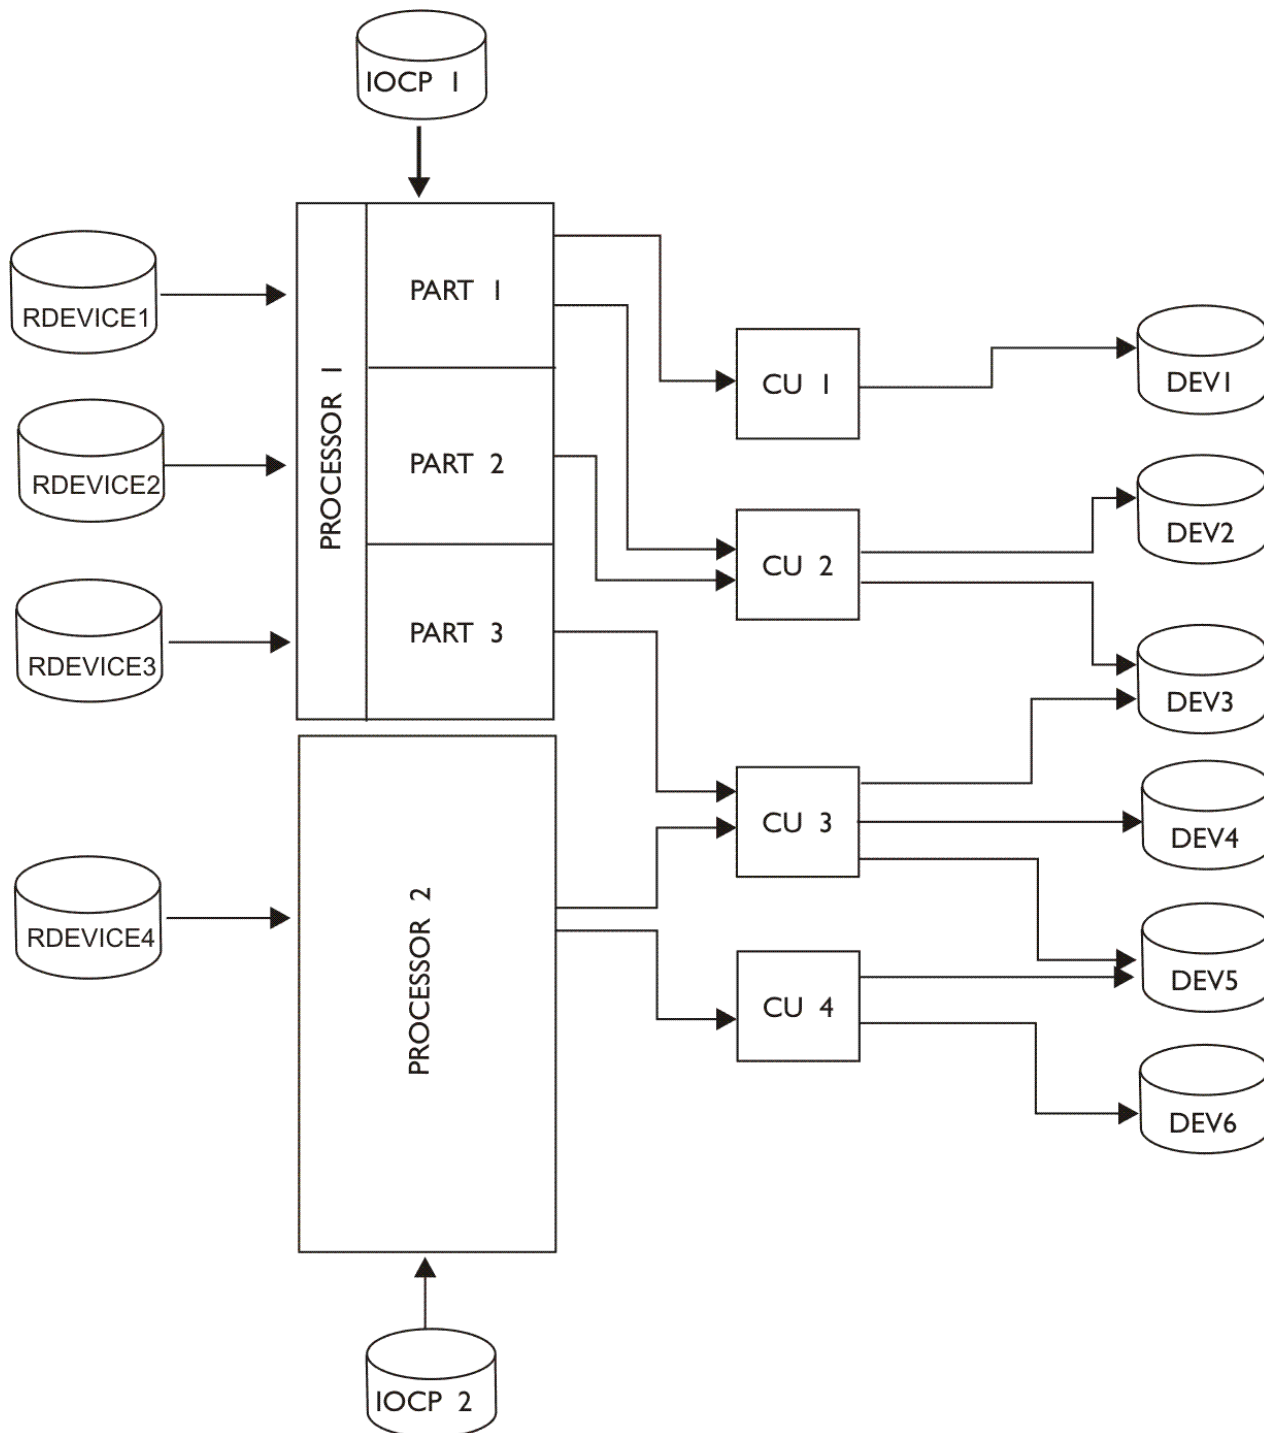 IOCP 1
RDEVICE1
RDEVICE2
RDEVICE3
RDEVICE4
PROCESSOR 1
PART 1
PART 2
PART 3
PROCESSOR 2
CU 1
CU 2
CU 3
CU 4
DEV1
DEV2
DEV3
DEV4
DEV5
DEV6
IOCP 2